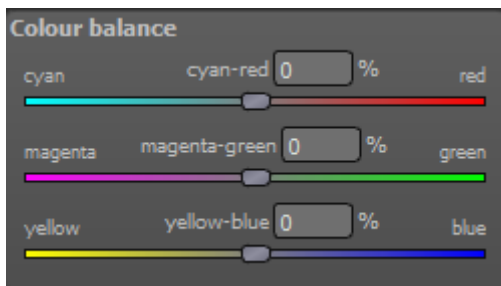 Colour balance
cyan cyan-red 0 % red
magenta magenta-green 0 % green
yellow yellow-blue 0 % blue